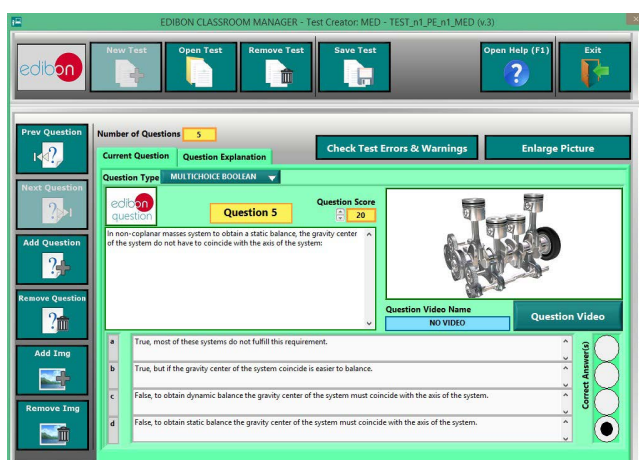 EDIBON CLASSROOM MANAGER - Test Creator: MED - TEST_n1_PE_n1_MED (v.3)
edibon
New Test
Open Test
Remove Test
Save Test
Open Help (F1)
Exit
Prev Question
Next Question
Add Question
Remove Question
Add Img
Remove Img
Number of Questions 5
Check Test Errors & Warnings
Enlarge Picture
Current Question
Question Explanation
Question Type MULTICHOICE BOOLEAN
edibon
question
Question 5
Question Score
20
In non-coplanar masses system to obtain a static balance, the gravity center
of the system do not have to coincide with the axis of the system:
Question Video Name
NO VIDEO
Question Video
a True, most of these systems do not fulfill this requirement.
b True, but if the gravity center of the system coincide is easier to balance.
c False, to obtain dynamic balance the gravity center of the system must coincide with the axis of the system.
d False, to obtain static balance the gravity center of the system must coincide with the axis of the system.
Correct Answer(s)